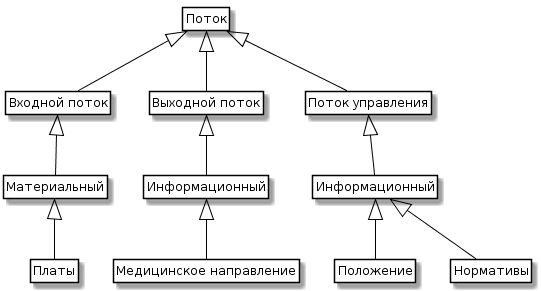 Поток
Входной поток
Выходной поток
Поток управления
Материальный
Информационный
Информационный
Платы
Медицинское направление
Положение
Нормативы